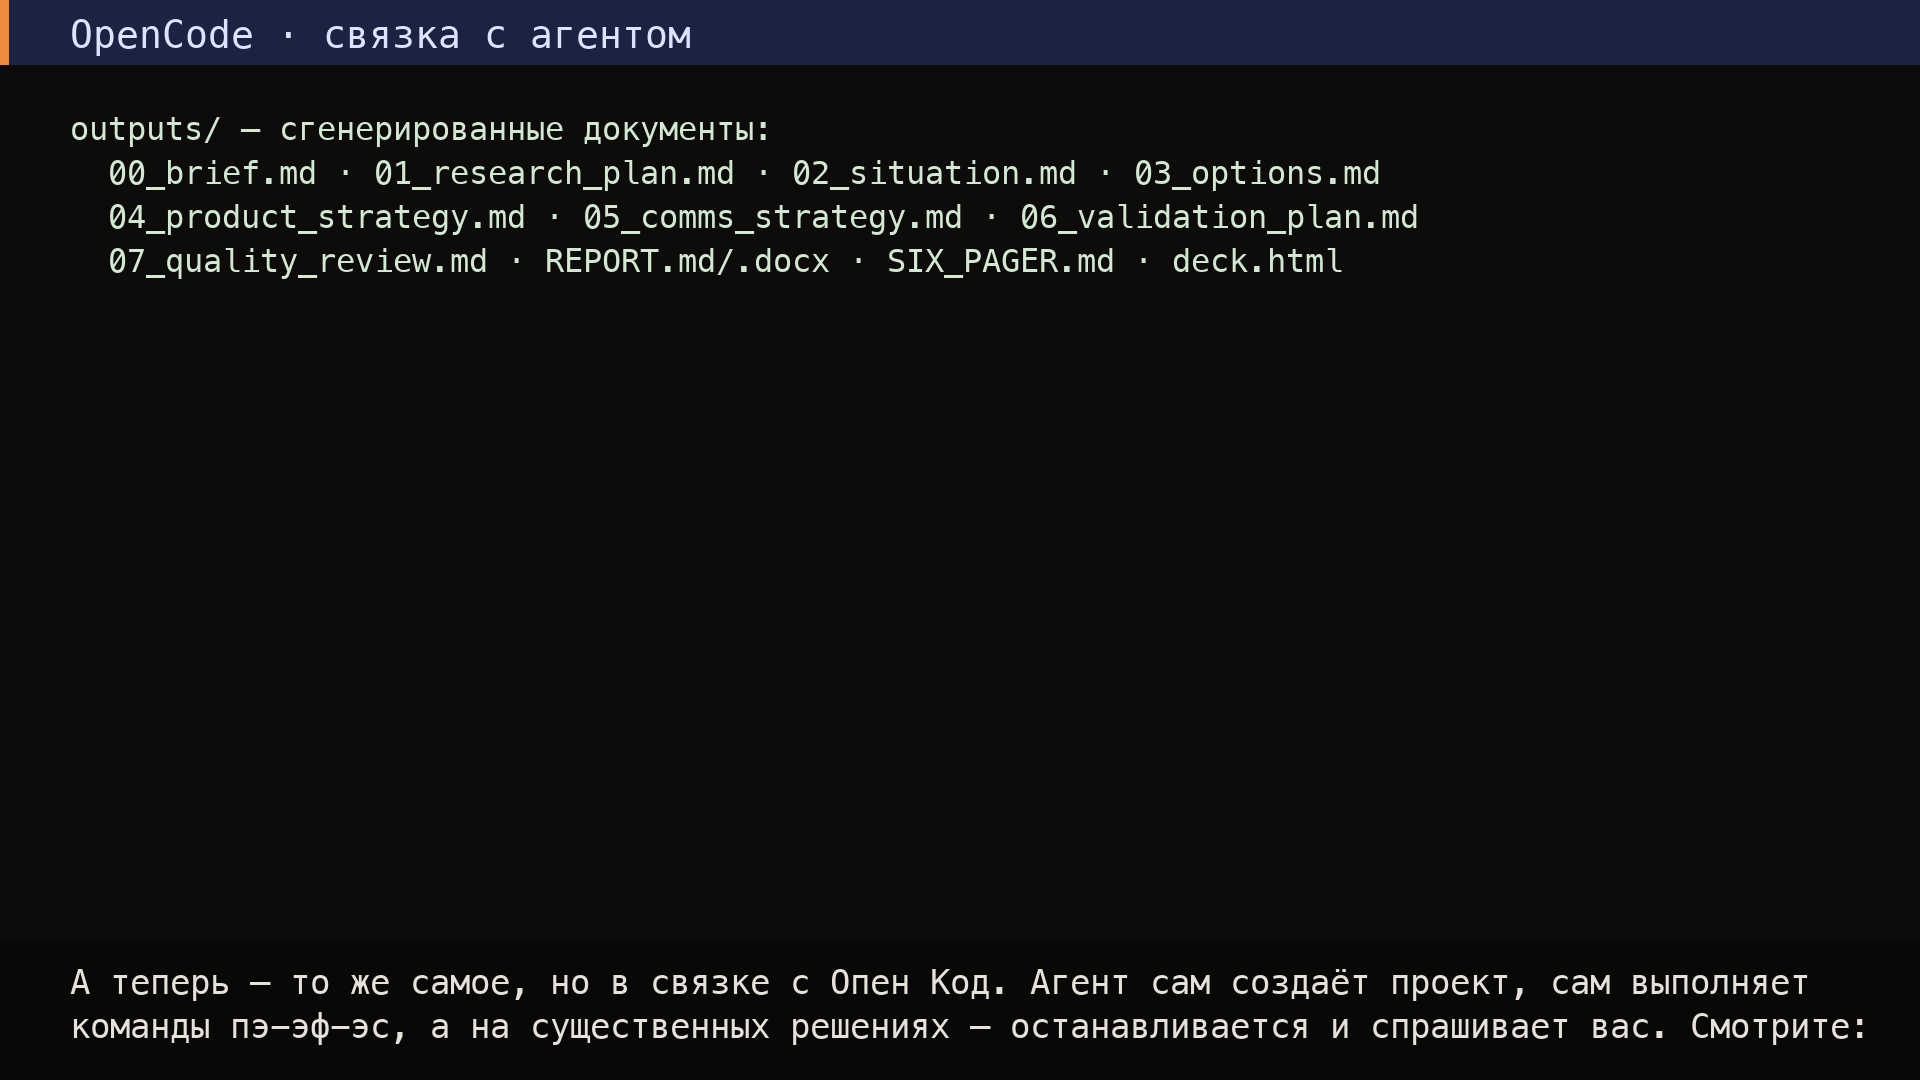 OpenCode · связка с агентом
outputs/ — сгенерированные документы:
00_brief.md · 01_research_plan.md · 02_situation.md · 03_options.md
04_product_strategy.md · 05_comms_strategy.md · 06_validation_plan.md
07_quality_review.md · REPORT.md/.docx · SIX_PAGER.md · deck.html
А теперь — то же самое, но в связке с Опен Код. Агент сам создаёт проект, сам выполняет
команды пэ–эф–эс, а на существенных решениях — останавливается и спрашивает вас. Смотрите: